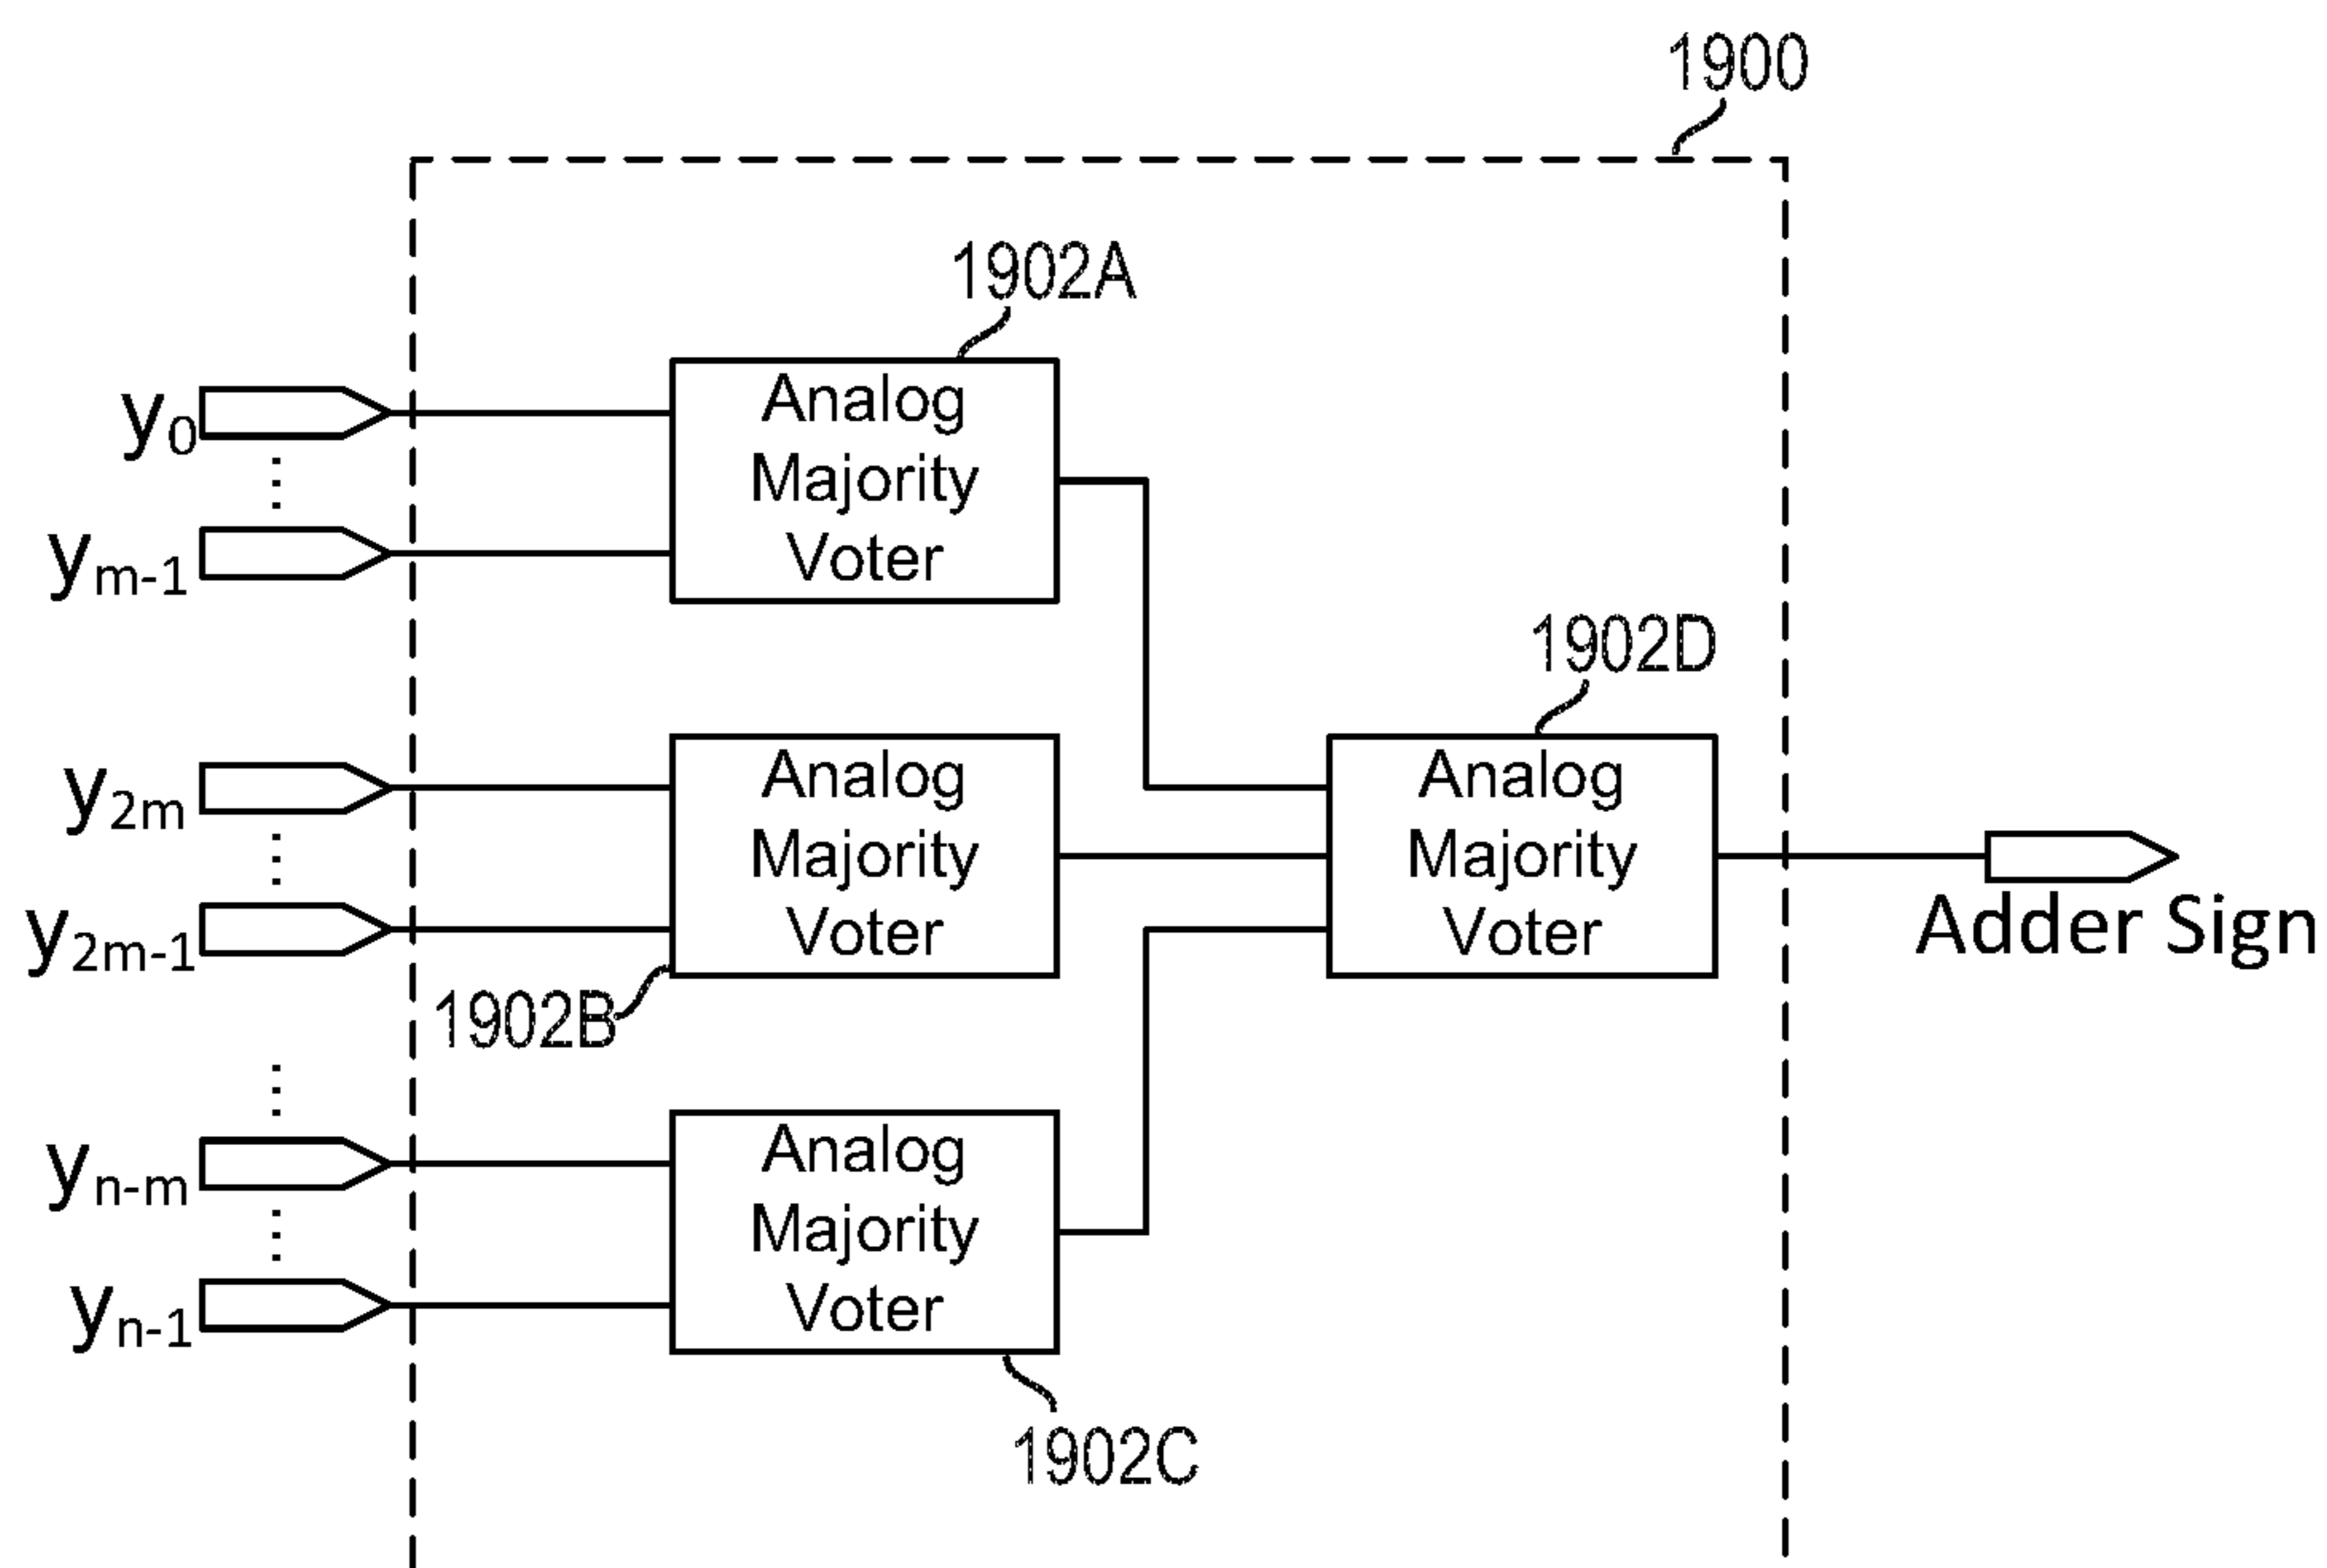 1900
1902A
y0
ym-1
Analog
Majority
Voter
1902D
y2m
y2m-1
Analog
Majority
Voter
1902B
Analog
Majority
Voter
Adder Sign
yn-m
yn-1
Analog
Majority
Voter
1902C